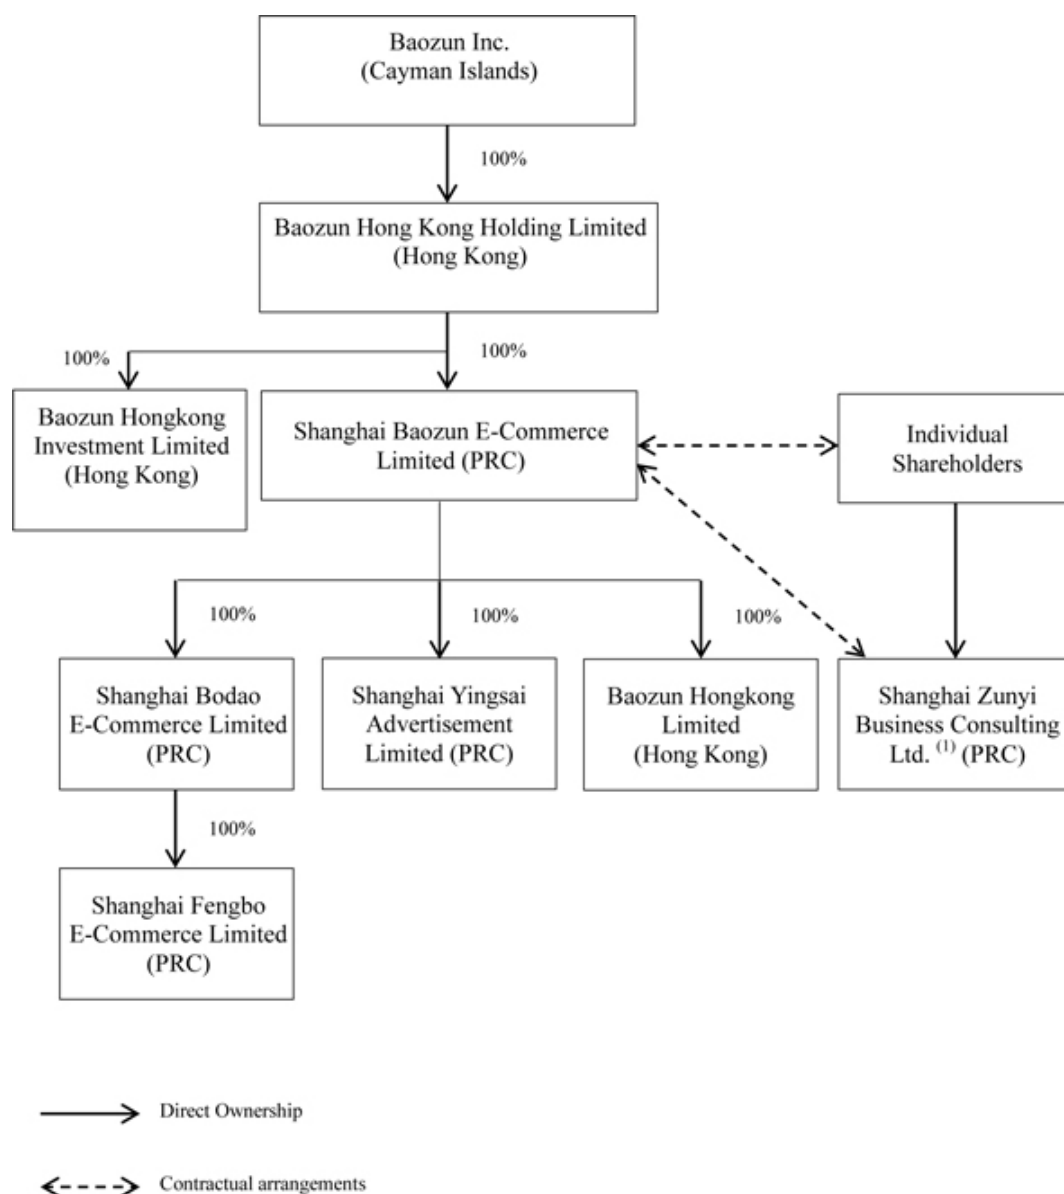 Baozun Inc.
(Cayman Islands)
100%
Baozun Hong Kong Holding Limited
(Hong Kong)
100%
100%
Baozun Hongkong
Investment Limited
(Hong Kong)
Shanghai Baozun E-Commerce
Limited (PRC)
Individual
Shareholders
100%
100%
100%
Shanghai Bodao
E-Commerce Limited
(PRC)
Shanghai Yingsai
Advertisement
Limited (PRC)
Baozun Hongkong
Limited
(Hong Kong)
Shanghai Zunyi
Business Consulting
Ltd. (1) (PRC)
100%
Shanghai Fengbo
E-Commerce Limited
(PRC)
Direct Ownership
Contractual arrangements